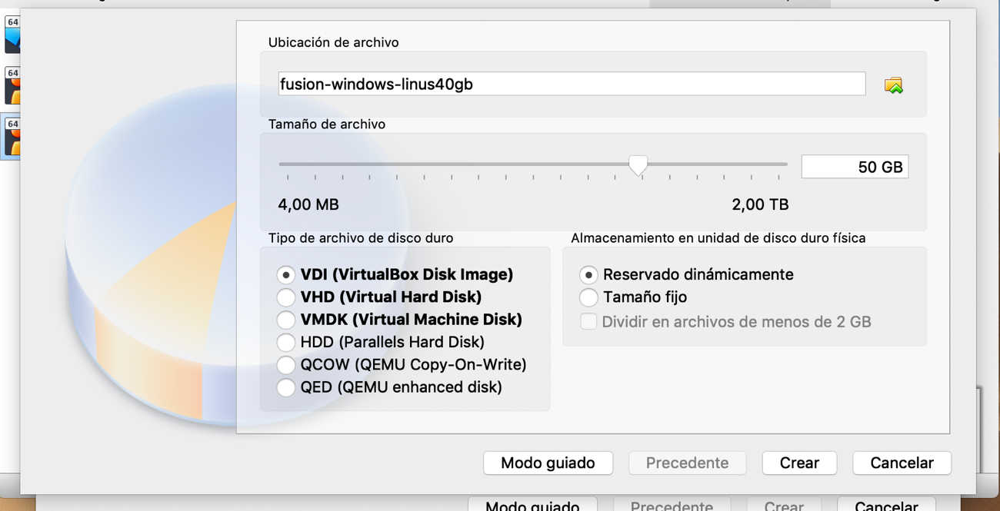 64
64
64
Ubicación de archivo
fusion-windows-linus40gb
Tamaño de archivo
50 GB
4,00 MB
2,00 TB
Tipo de archivo de disco duro
Almacenamiento en unidad de disco duro física
VDI (VirtualBox Disk Image)
VHD (Virtual Hard Disk)
VMDK (Virtual Machine Disk)
HDD (Parallels Hard Disk)
QCOW (QEMU Copy-On-Write)
QED (QEMU enhanced disk)
Reservado dinámicamente
Tamaño fijo
Dividir en archivos de menos de 2 GB
Modo guiado
Precedente
Crear
Cancelar
Modo guiado
Precedente
Crear
Cancelar